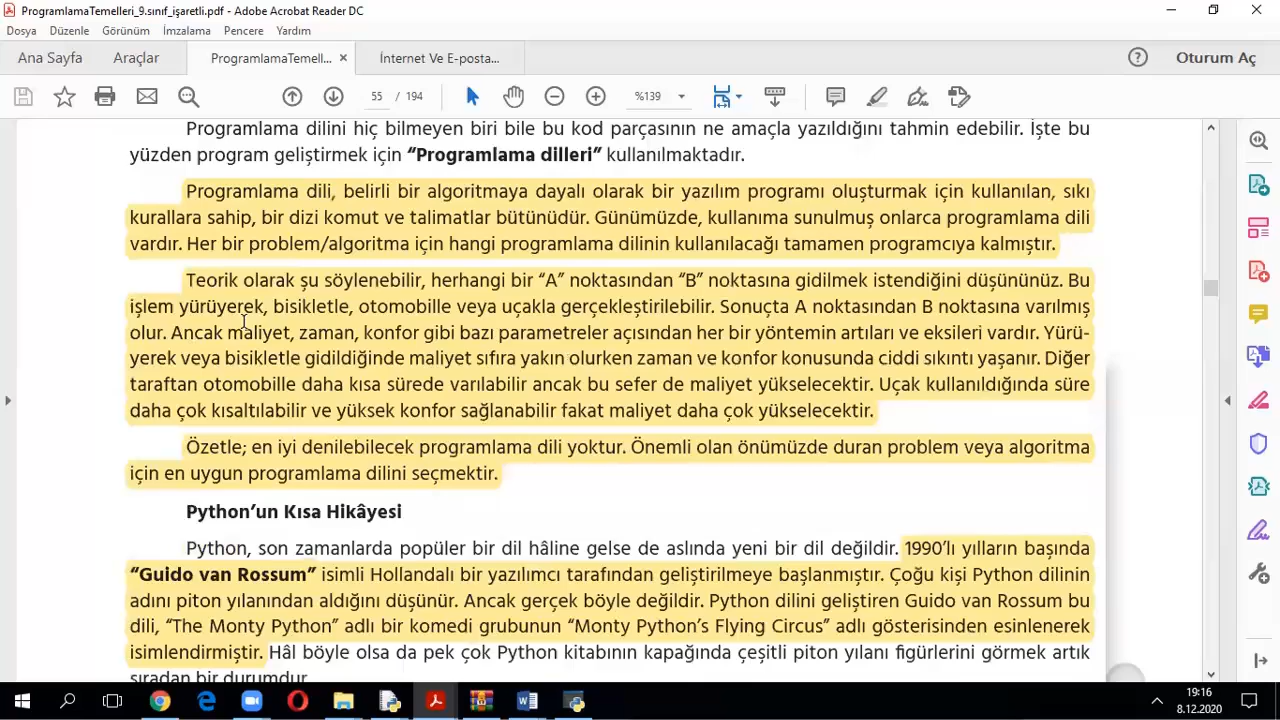 ProgramlamaTemelleri_9.sınıf_işaretli.pdf - Adobe Acrobat Reader DC
Dosya Düzenle Görünüm İmzalama Pencere Yardım
Ana Sayfa Araçlar ProgramlamaTemell... × İnternet Ve E-posta... Oturum Aç
55 / 194 %139
Programlama dilini hiç bilmeyen biri bile bu kod parçasının ne amaçla yazıldığını tahmin edebilir. İşte bu
yüzden program geliştirmek için “Programlama dilleri” kullanılmaktadır.
Programlama dili, belirli bir algoritmaya dayalı olarak bir yazılım programı oluşturmak için kullanılan, sıkı
kurallara sahip, bir dizi komut ve talimatlar bütünüdür. Günümüzde, kullanıma sunulmuş onlarca programlama dili
vardır. Her bir problem/algoritma için hangi programlama dilinin kullanılacağı tamamen programcıya kalmıştır.
Teorik olarak şu söylenebilir, herhangi bir “A” noktasından “B” noktasına gidilmek istendiğini düşününüz. Bu
işlem yürüyerek, bisikletle, otomobille veya uçakla gerçekleştirilebilir. Sonuçta A noktasından B noktasına varılmış
olur. Ancak maliyet, zaman, konfor gibi bazı parametreler açısından her bir yöntemin artıları ve eksileri vardır. Yürü-
yerek veya bisikletle gidildiğinde maliyet sıfıra yakın olurken zaman ve konfor konusunda ciddi sıkıntı yaşanır. Diğer
taraftan otomobille daha kısa sürede varılabilir ancak bu sefer de maliyet yükselecektir. Uçak kullanıldığında süre
daha çok kısaltılabilir ve yüksek konfor sağlanabilir fakat maliyet daha çok yükselecektir.
Özetle; en iyi denilebilecek programlama dili yoktur. Önemli olan önümüzde duran problem veya algoritma
için en uygun programlama dilini seçmektir.
Python’un Kısa Hikâyesi
Python, son zamanlarda popüler bir dil hâline gelse de aslında yeni bir dil değildir. 1990’lı yılların başında
“Guido van Rossum” isimli Hollandalı bir yazılımcı tarafından geliştirilmeye başlanmıştır. Çoğu kişi Python dilinin
adını piton yılanından aldığını düşünür. Ancak gerçek böyle değildir. Python dilini geliştiren Guido van Rossum bu
dili, “The Monty Python” adlı bir komedi grubunun “Monty Python’s Flying Circus” adlı gösterisinden esinlenerek
isimlendirmiştir. Hâl böyle olsa da pek çok Python kitabının kapağında çeşitli piton yılanı figürlerini görmek artık
sıradan bir durumdur.
19:16
8.12.2020